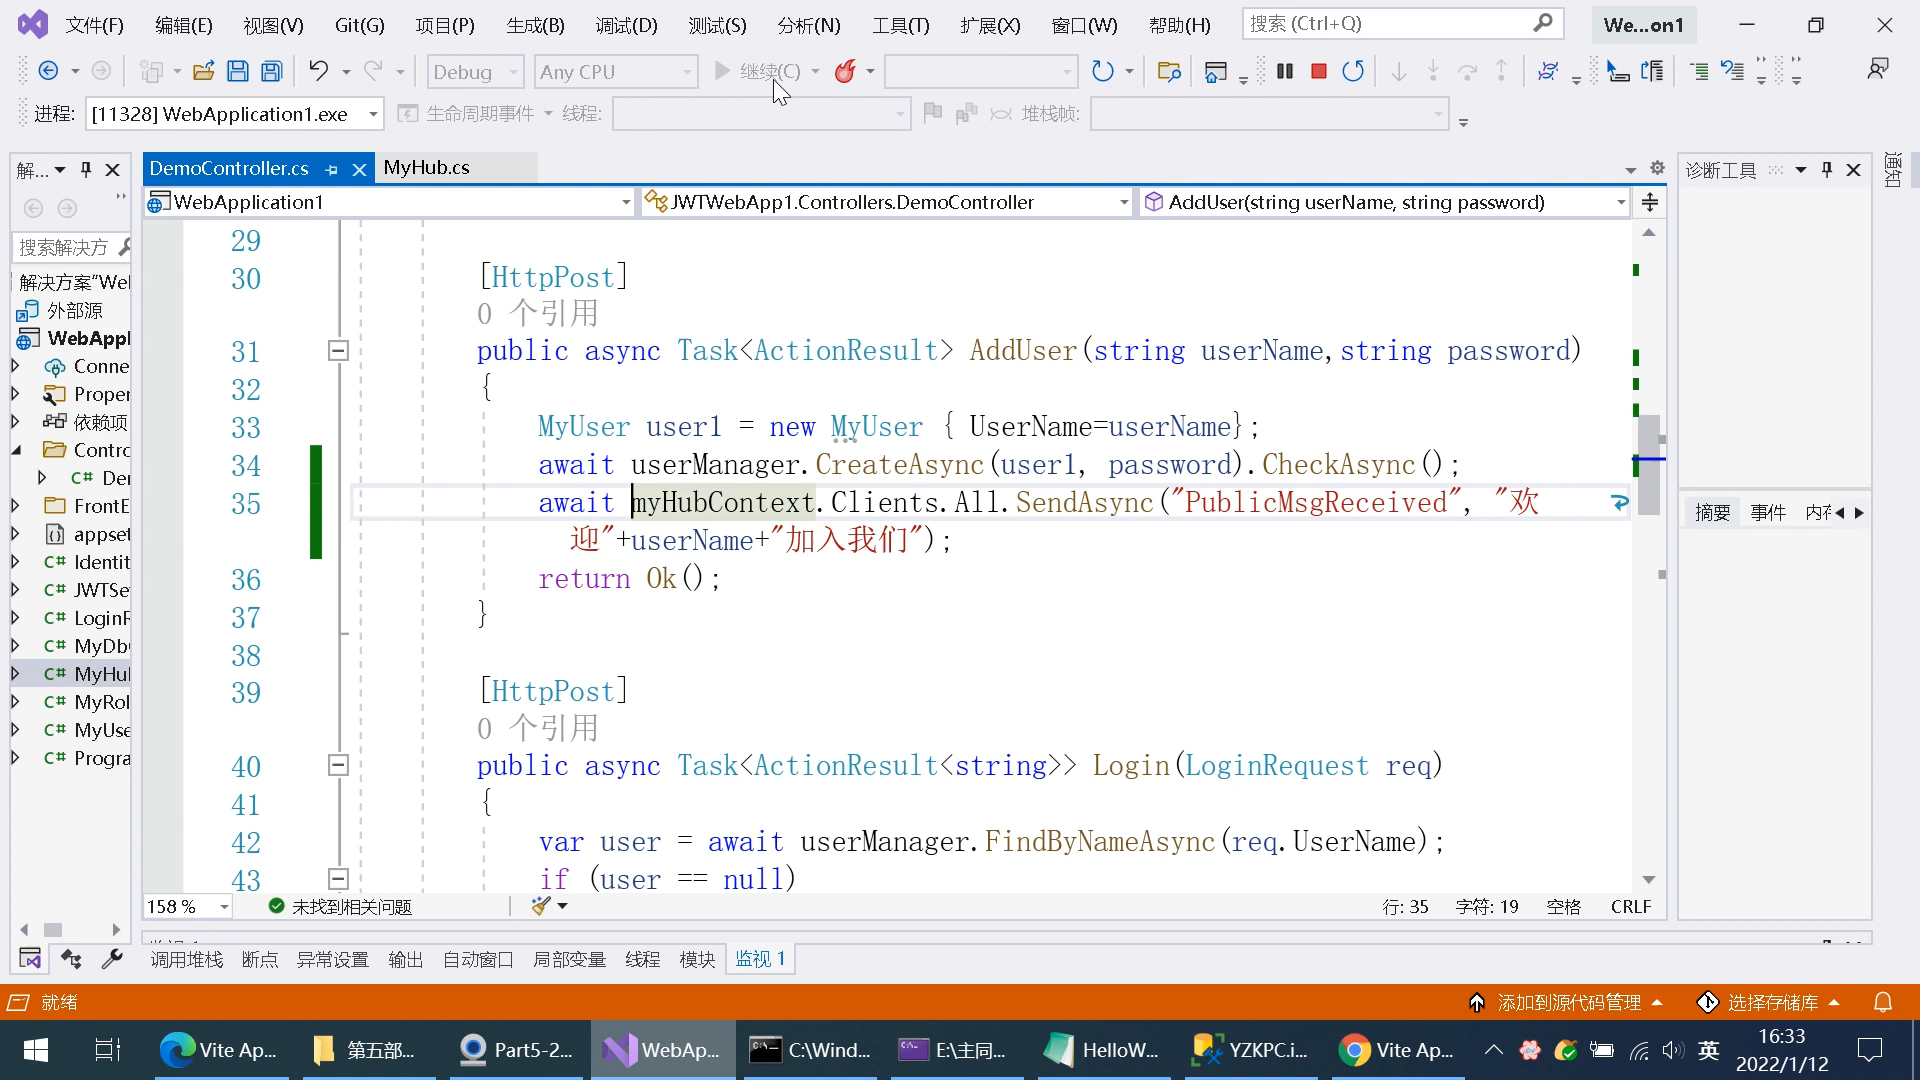 文件(F) 编辑(E) 视图(V) Git(G) 项目(P) 生成(B) 调试(D) 测试(S) 分析(N) 工具(T) 扩展(X) 窗口(W) 帮助(H) 搜索 (Ctrl+Q) We...on1
Debug Any CPU 继续(C)
进程: [11328] WebApplication1.exe 生命周期事件 线程: 堆栈帧:
解... DemoController.cs MyHub.cs 诊断工具 通知
WebApplication1 JWTWebApp1.Controllers.DemoController AddUser(string userName, string password)
搜索解决方
解决方案"Wel
外部源
WebAppl
Conne
Proper
依赖项
Contro
C# Der
FrontE
appset
C# Identit
C# JWTSe
C# LoginR
C# MyDb
C# MyHul
C# MyRol
C# MyUse
C# Progra
29
30 [HttpPost]
0 个引用
31 public async Task<ActionResult> AddUser(string userName,string password)
32 {
33 MyUser user1 = new MyUser { UserName=userName};
34 await userManager.CreateAsync(user1, password).CheckAsync();
35 await myHubContext.Clients.All.SendAsync("PublicMsgReceived", "欢
迎"+userName+"加入我们");
36 return Ok();
37 }
38
39 [HttpPost]
0 个引用
40 public async Task<ActionResult<string>> Login(LoginRequest req)
41 {
42 var user = await userManager.FindByNameAsync(req.UserName);
43 if (user == null)
摘要 事件 内存
158 % 未找到相关问题 行: 35 字符: 19 空格 CRLF
调用堆栈 断点 异常设置 输出 自动窗口 局部变量 线程 模块 监视 1
就绪 添加到源代码管理 选择存储库
Vite Ap... 第五部... Part5-2... WebAp... C:\Wind... E:\主同... HelloW... YZKPC.i... Vite Ap... 英 16:33
2022/1/12